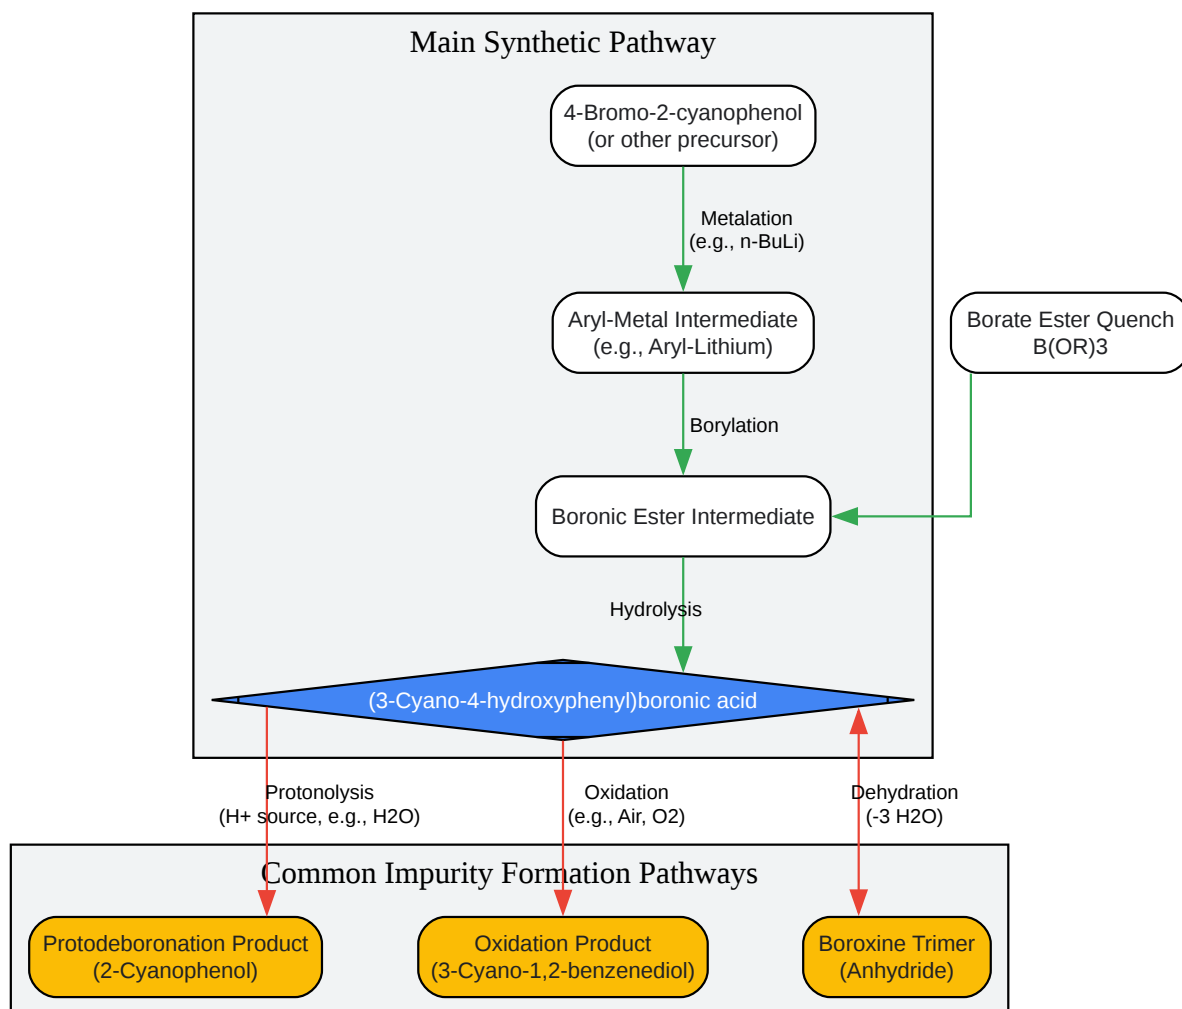 Main Synthetic Pathway
4-Bromo-2-cyanophenol
(or other precursor)
Metalation
(e.g., n-BuLi)
Aryl-Metal Intermediate
(e.g., Aryl-Lithium)
Borate Ester Quench
B(OR)3
Borylation
Boronic Ester Intermediate
Hydrolysis
(3-Cyano-4-hydroxyphenyl)boronic acid
Protonolysis
(H+ source, e.g., H2O)
Oxidation
(e.g., Air, O2)
Dehydration
(-3 H2O)
Common Impurity Formation Pathways
Protodeboronation Product
(2-Cyanophenol)
Oxidation Product
(3-Cyano-1,2-benzenediol)
Boroxine Trimer
(Anhydride)